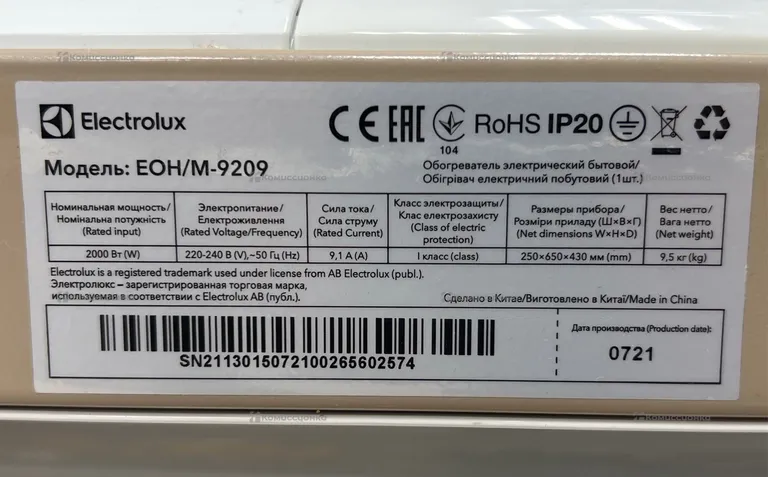 Electrolux
CE EAC 104 RoHS IP20
Модель: EOH/M-9209
Обогреватель электрический бытовой/
Обігрівач електричний побутовий (1шт.)
Номинальная мощность/
Номінальна потужність
(Rated input)
Электропитание/
Електроживлення
(Rated Voltage/Frequency)
Сила тока/
Сила струму
(Rated Current)
Класс электрозащиты/
Клас електрозахисту
(Class of electric
protection)
Размеры прибора/
Розміри приладу (Ш×В×Г)
(Net dimensions W×H×D)
Вес нетто/
Вага нетто
(Net weight)
2000 Вт (W)
220-240 В (V),~50 Гц (Hz)
9,1 А (A)
I класс (class)
250×650×430 мм (mm)
9,5 кг (kg)
Electrolux is a registered trademark used under license from AB Electrolux (publ.).
Электролюкс – зарегистрированная торговая марка,
используемая в соответствии с Electrolux AB (публ.).
Сделано в Китае/Виготовлено в Китаї/Made in China
SN21130150721002656025​74
Дата производства (Production date):
0721
Комиссионка
Комиссионка
Комиссионка
Комиссионка